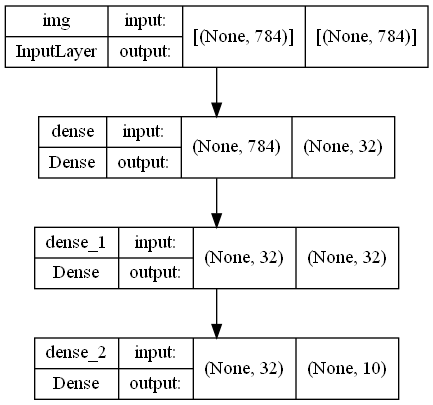 img input: [(None, 784)] [(None, 784)]
InputLayer output:
dense input: (None, 784) (None, 32)
Dense output:
dense_1 input: (None, 32) (None, 32)
Dense output:
dense_2 input: (None, 32) (None, 10)
Dense output: